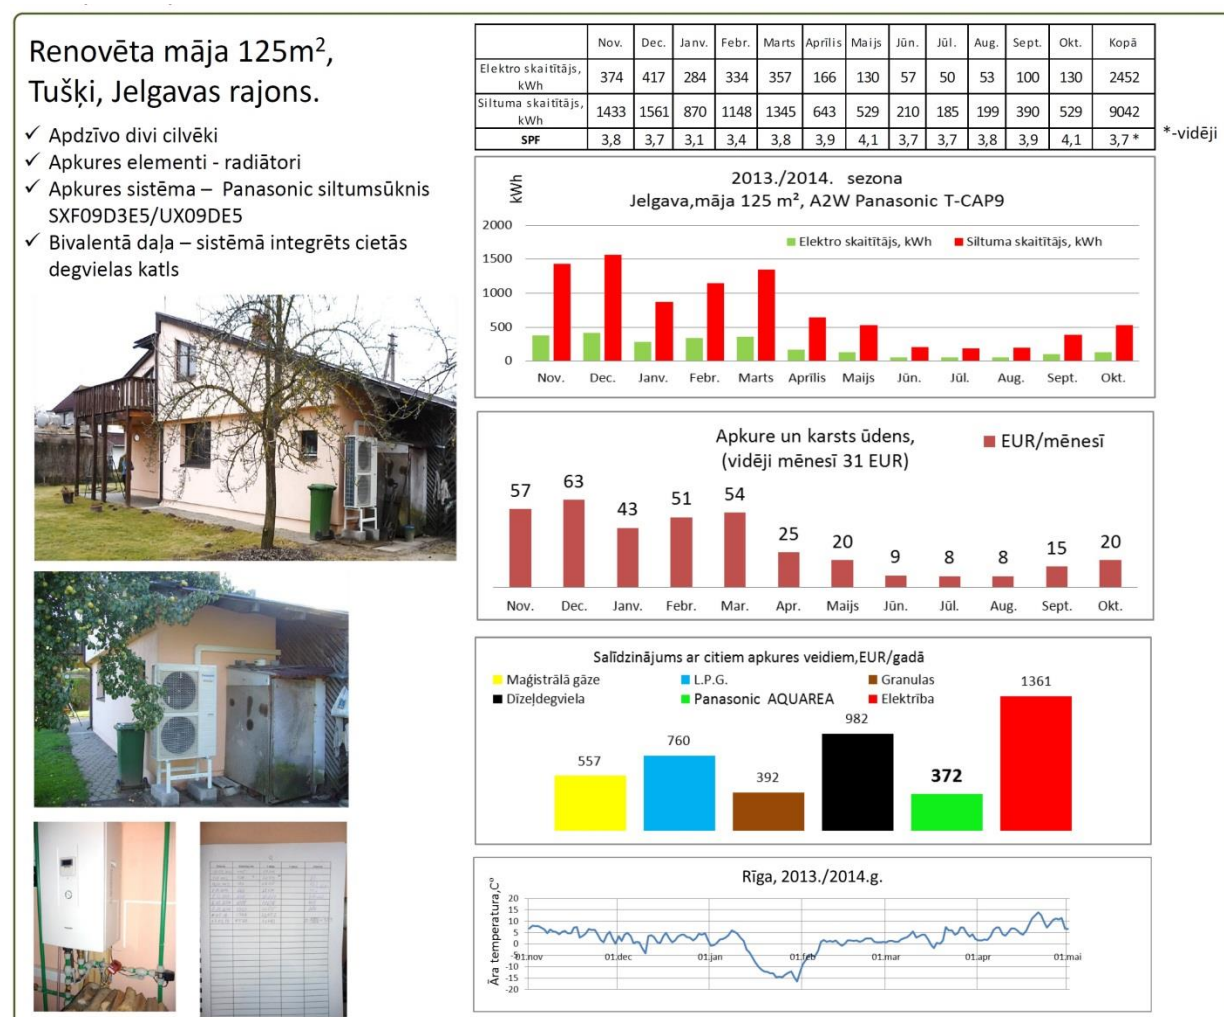 Renovēta māja 125m²,
Tušķi, Jelgavas rajons.
✓ Apdzīvo divi cilvēki
✓ Apkures elementi - radiātori
✓ Apkures sistēma – Panasonic siltumsūknis
SXF09D3E5/UX09DE5
✓ Bivalentā daļa – sistēmā integrēts cietās
degvielas katls
Nov. Dec. Janv. Febr. Marts Aprīlis Maijs Jūn. Jūl. Aug. Sept. Okt. Kopā
Elektro skaitītājs, kWh 374 417 284 334 357 166 130 57 50 53 100 130 2452
Siltuma skaitītājs, kWh 1433 1561 870 1148 1345 643 529 210 185 199 390 529 9042
SPF 3,8 3,7 3,1 3,4 3,8 3,9 4,1 3,7 3,7 3,8 3,9 4,1 3,7 *
*-vidēji
kWh
2013./2014. sezona
Jelgava,māja 125 m², A2W Panasonic T-CAP9
Elektro skaitītājs, kWh Siltuma skaitītājs, kWh
2000
1500
1000
500
0
Nov. Dec. Janv. Febr. Marts Aprīlis Maijs Jūn. Jūl. Aug. Sept. Okt.
Apkure un karsts ūdens,
(vidēji mēnesī 31 EUR)
EUR/mēnesī
57 63 43 51 54 25 20 9 8 8 15 20
Nov. Dec. Janv. Febr. Mar. Apr. Maijs Jūn. Jūl. Aug. Sept. Okt.
Salīdzinājums ar citiem apkures veidiem,EUR/gadā
Maģistrālā gāze L.P.G. Granulas
Dīzeļdegviela Panasonic AQUAREA Elektrība
557 760 392 982 372 1361
Rīga, 2013./2014.g.
Āra temperatura,C°
20
15
10
5
0
-5
-10
-15
-20
01.nov 01.dec 01.jan 01.feb 01.mar 01.apr 01.mai